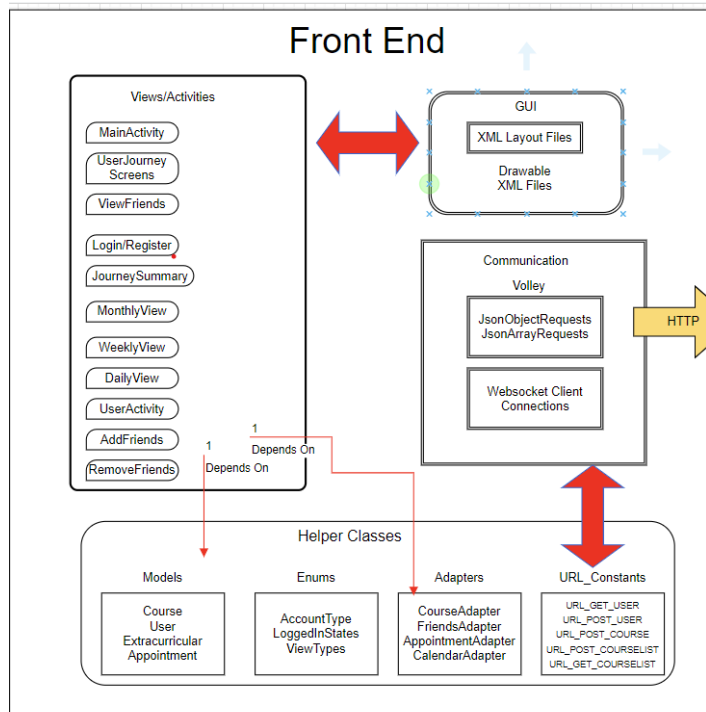 Front End
Views/Activities
MainActivity
UserJourney
Screens
ViewFriends
Login/Register
JourneySummary
MonthlyView
WeeklyView
DailyView
UserActivity
AddFriends
RemoveFriends
1
Depends On
1
Depends On
GUI
XML Layout Files
Drawable
XML Files
Communication
Volley
JsonObjectRequests
JsonArrayRequests
Websocket Client
Connections
HTTP
Helper Classes
Models
Course
User
Extracurricular
Appointment
Enums
AccountType
LoggedInStates
ViewTypes
Adapters
CourseAdapter
FriendsAdapter
AppointmentAdapter
CalendarAdapter
URL_Constants
URL_GET_USER
URL_POST_USER
URL_POST_COURSE
URL_POST_COURSELIST
URL_GET_COURSELIST